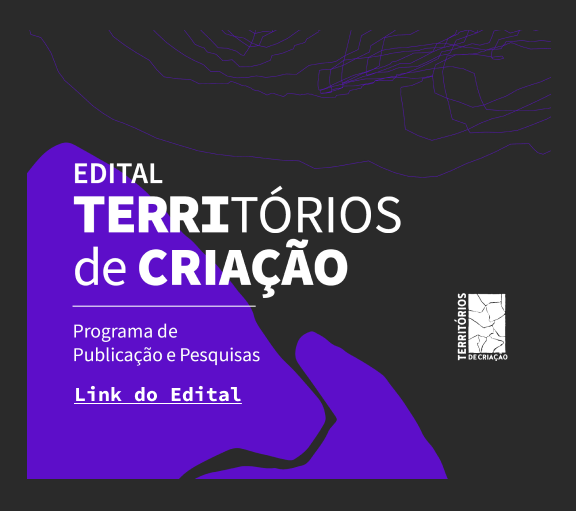 EDITAL
TERRITÓRIOS
de CRIAÇÃO
Programa de
Publicação e Pesquisas
Link do Edital
TERRITÓRIOS
DE CRIAÇÃO